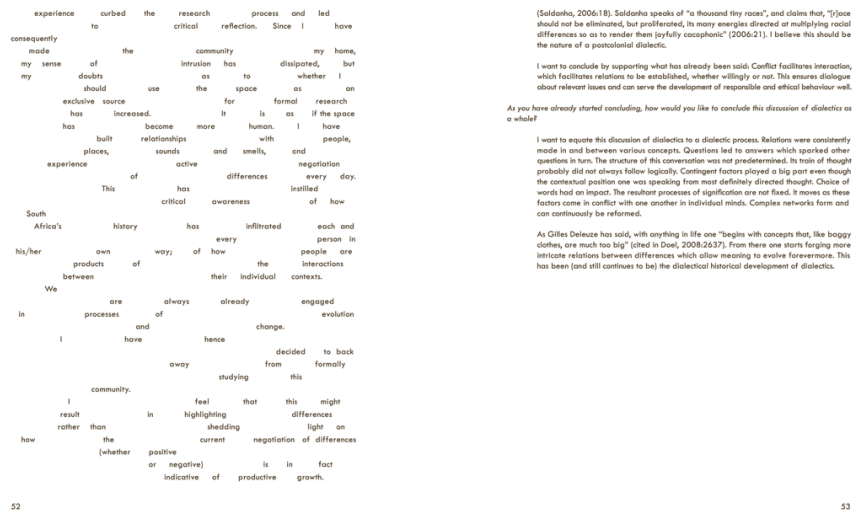 experience curbed the research process and led
to critical reflection. Since I have
consequently
made the community my home,
my sense of intrusion has dissipated, but
my doubts as to whether I
should use the space as an
exclusive source for formal research
has increased. It is as if the space
has become more human. I have
built relationships with people,
places, sounds and smells, and
experience active negotiation
of differences every day.
This has instilled
critical awareness of how
South
Africa's history has infiltrated each and
every person in
his/her own way; of how people are
products of the interactions
between their individual contexts.
We
are always already engaged
in processes of evolution
and change.
I have hence
decided to back
away from formally
studying this
community.
I feel that this might
result in highlighting differences
rather than shedding light on
how the current negotiation of differences
(whether positive
or negative) is in fact
indicative of productive growth.
52
(Saldanha, 2006:18). Saldanha speaks of "a thousand tiny races", and claims that, "[r]ace
should not be eliminated, but proliferated, its many energies directed at multiplying racial
differences so as to render them joyfully cacophonic" (2006:21). I believe this should be
the nature of a postcolonial dialectic.
I want to conclude by supporting what has already been said: Conflict facilitates interaction,
which facilitates relations to be established, whether willingly or not. This ensures dialogue
about relevant issues and can serve the development of responsible and ethical behaviour well.
As you have already started concluding, how would you like to conclude this discussion of dialectics as
a whole?
I want to equate this discussion of dialectics to a dialectic process. Relations were consistently
made in and between various concepts. Questions led to answers which sparked other
questions in turn. The structure of this conversation was not predetermined. Its train of thought
probably did not always follow logically. Contingent factors played a big part even though
the contextual position one was speaking from most definitely directed thought. Choice of
words had an impact. The resultant processes of signification are not fixed. It moves as these
factors come in conflict with one another in individual minds. Complex networks form and
can continuously be reformed.
As Gilles Deleuze has said, with anything in life one "begins with concepts that, like baggy
clothes, are much too big" (cited in Doel, 2008:2637). From there one starts forging more
intricate relations between differences which allow meaning to evolve forevermore. This
has been (and still continues to be) the dialectical historical development of dialectics.
53